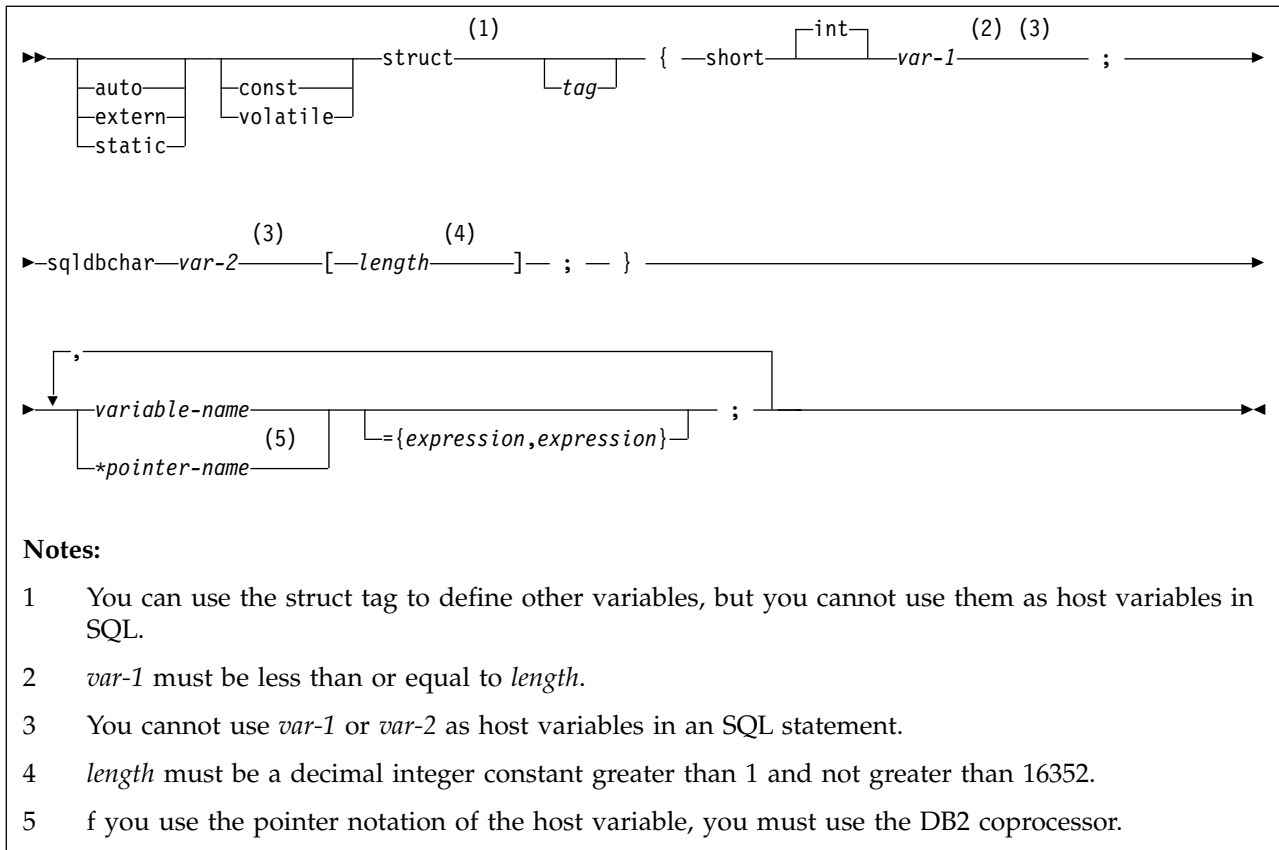 (1) int (2) (3)
struct { short var-1 ;
auto const tag
extern volatile
static
(3) (4)
sqldbchar var-2 [ length ] ; }
,
variable-name ;
(5) ={expression,expression}
*pointer-name
Notes:
1 You can use the struct tag to define other variables, but you cannot use them as host variables in
SQL.
2 var-1 must be less than or equal to length.
3 You cannot use var-1 or var-2 as host variables in an SQL statement.
4 length must be a decimal integer constant greater than 1 and not greater than 16352.
5 f you use the pointer notation of the host variable, you must use the DB2 coprocessor.